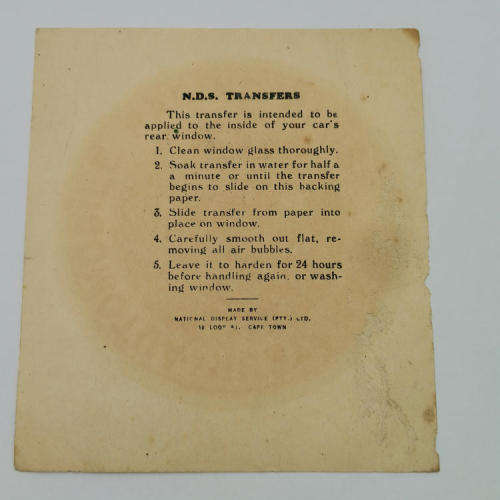 N.D.S. TRANSFERS
This transfer is intended to be
applied to the inside of your car's
rear window.
1. Clean window glass thoroughly.
2. Soak transfer in water for half a
a minute or until the transfer
begins to slide on this backing
paper.
3. Slide transfer from paper into
place on window.
4. Carefully smooth out flat, re-
moving all air bubbles.
5. Leave it to harden for 24 hours
before handling again, or wash-
ing window.
MADE BY
NATIONAL DISPLAY SERVICE (PTY.) LTD.
LOOP ST. CAPE TOWN